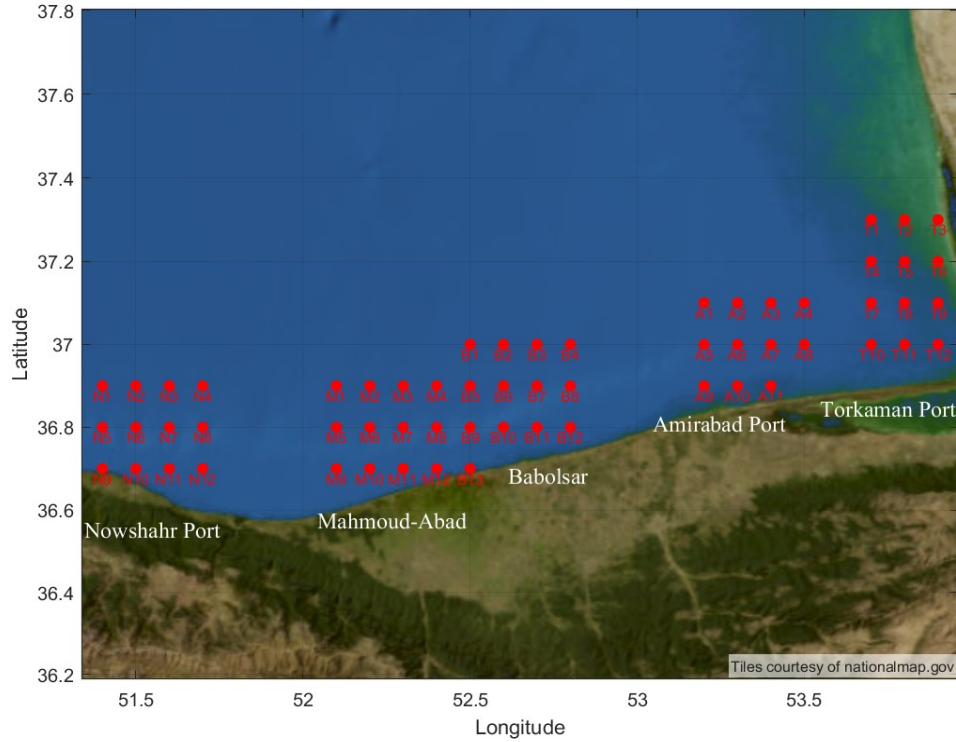 37.8
37.6
37.4
37.2
37
36.8
36.6
36.4
36.2
Latitude
T1 T2 T3
T4 T5 T6
A1 A2 A3 A4 T7 T8 T9
B1 B2 B3 B4 A5 A6 A7 A8 T10 T11 T12
N1 N2 N3 N4 M1 M2 M3 M4 B5 B6 B7 B8 A9 A10 A11
N5 N6 N7 N8 M5 M6 M7 M8 B9 B10 B11 B12
N9 N10 N11 N12 M9 M10 M11 M12 B13
Torkaman Port
Amirabad Port
Babolsar
Mahmoud-Abad
Nowshahr Port
Tiles courtesy of nationalmap.gov
51.5 52 52.5 53 53.5
Longitude